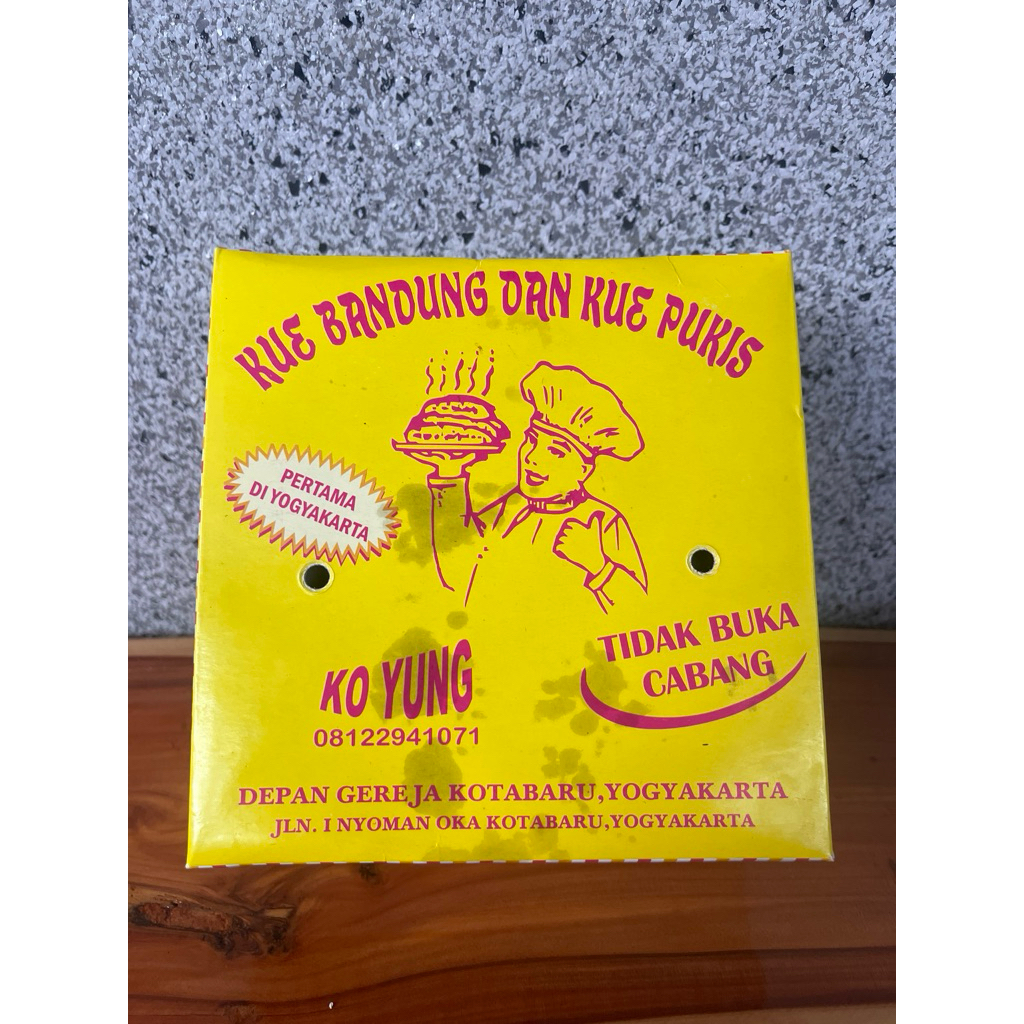 KUE BANDUNG DAN KUE PUKIS
PERTAMA
DI YOGYAKARTA
TIDAK BUKA
CABANG
KO YUNG
08122941071
DEPAN GEREJA KOTABARU,YOGYAKARTA
JLN. I NYOMAN OKA KOTABARU,YOGYAKARTA